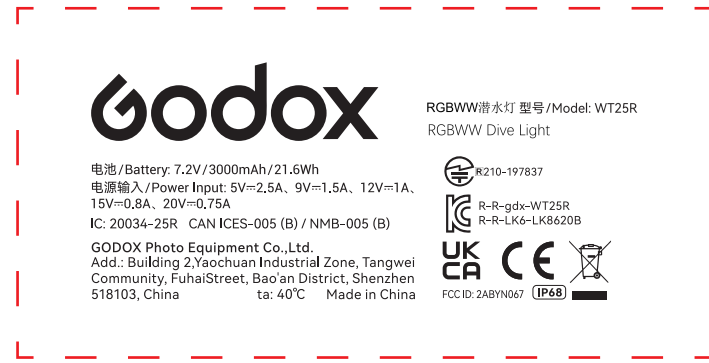 Godox
电池/Battery: 7.2V/3000mAh/21.6Wh
电源输入/Power Input: 5V⎓2.5A、9V⎓1.5A、12V⎓1A、
15V⎓0.8A、20V⎓0.75A
IC: 20034-25R CAN ICES-005 (B) / NMB-005 (B)
GODOX Photo Equipment Co.,Ltd.
Add.: Building 2,Yaochuan Industrial Zone, Tangwei
Community, FuhaiStreet, Bao'an District, Shenzhen
518103, China ta: 40℃ Made in China
RGBWW潜水灯 型号/Model: WT25R
RGBWW Dive Light
R210-197837
R-R-gdx-WT25R
R-R-LK6-LK8620B
UK
CA CE
FCC ID: 2ABYN067 IP68